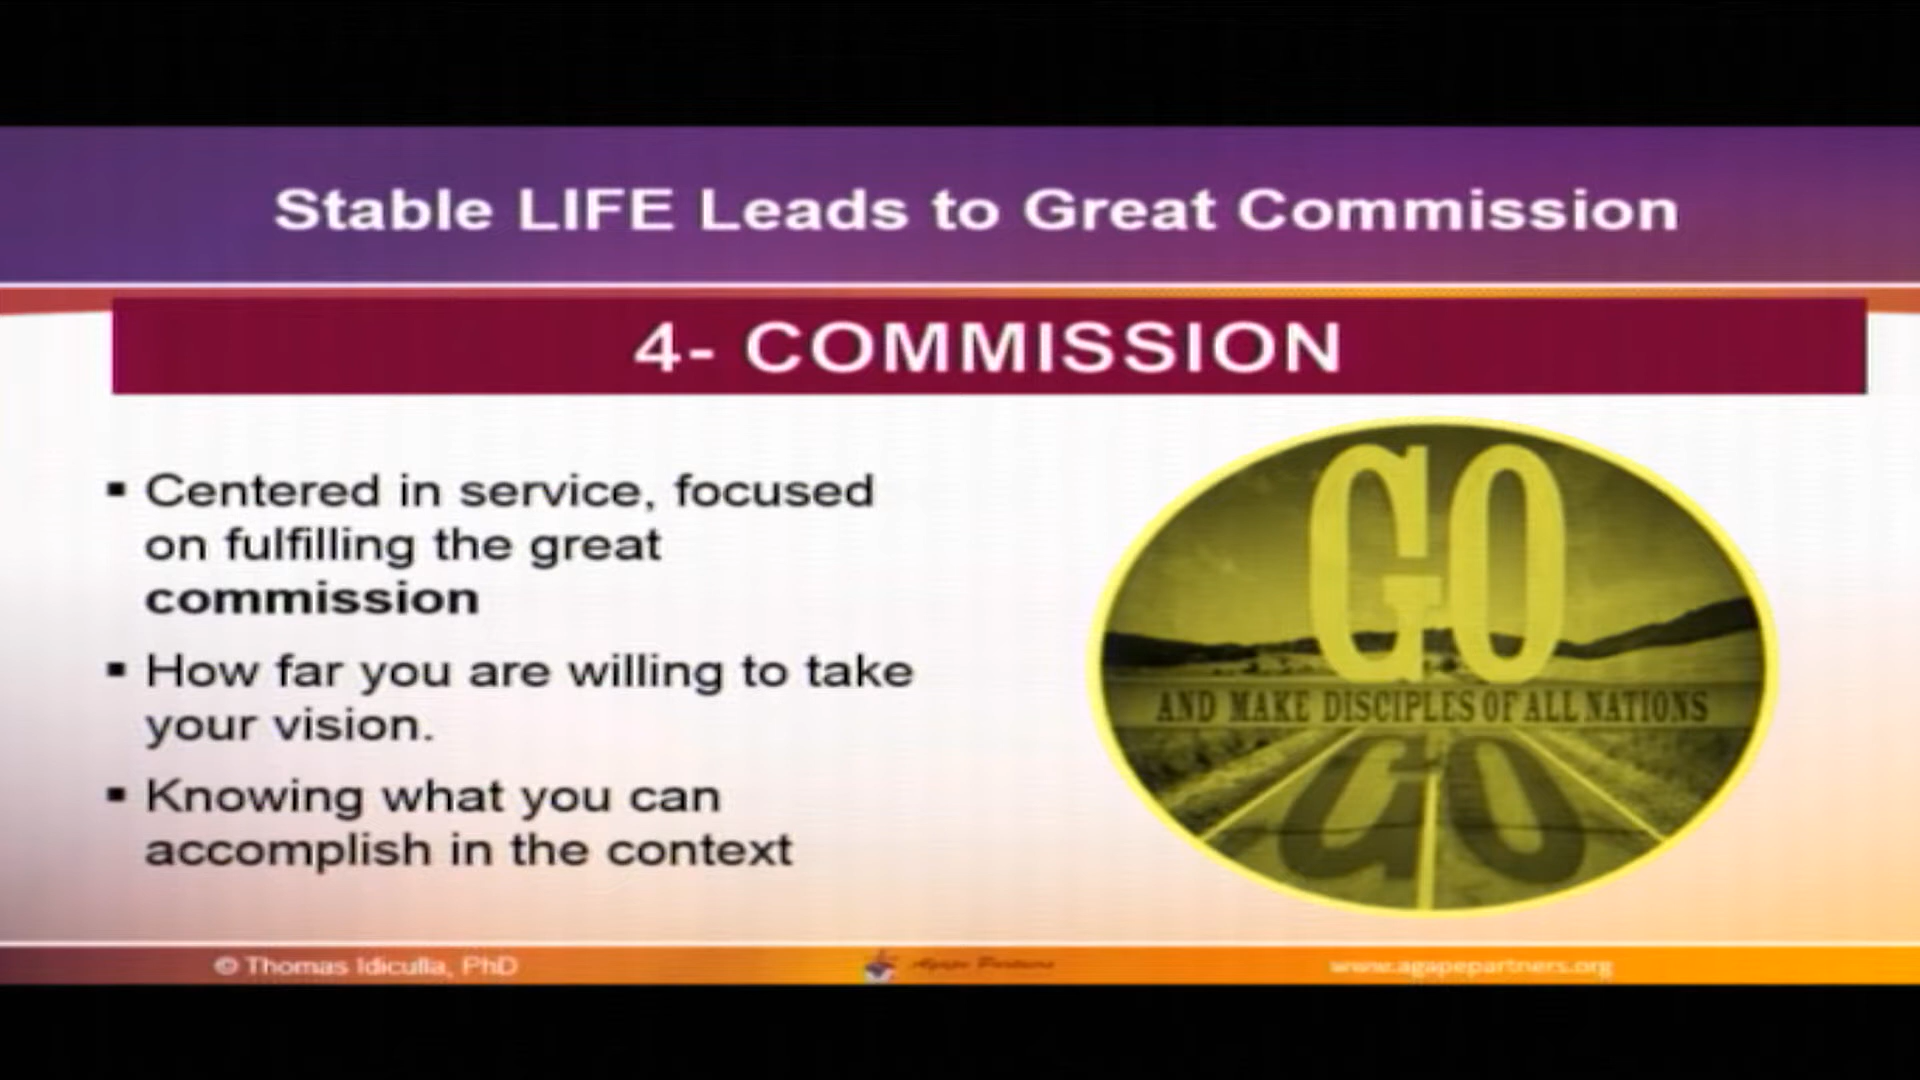 Stable LIFE Leads to Great Commission
4- COMMISSION
▪ Centered in service, focused
on fulfilling the great
commission
▪ How far you are willing to take
your vision.
▪ Knowing what you can
accomplish in the context
GO
AND MAKE DISCIPLES OF ALL NATIONS
GO
© Thomas Idiculla, PhD
Agape Partners
www.agapepartners.org